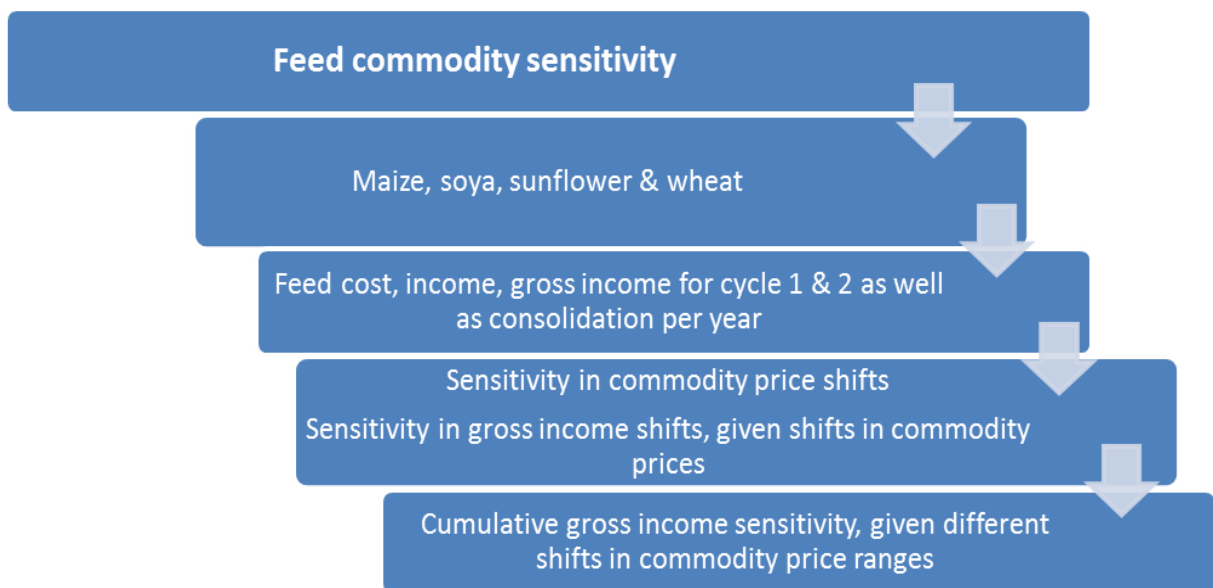 Feed commodity sensitivity
Maize, soya, sunflower & wheat
Feed cost, income, gross income for cycle 1 & 2 as well
as consolidation per year
Sensitivity in commodity price shifts
Sensitivity in gross income shifts, given shifts in commodity
prices
Cumulative gross income sensitivity, given different
shifts in commodity price ranges